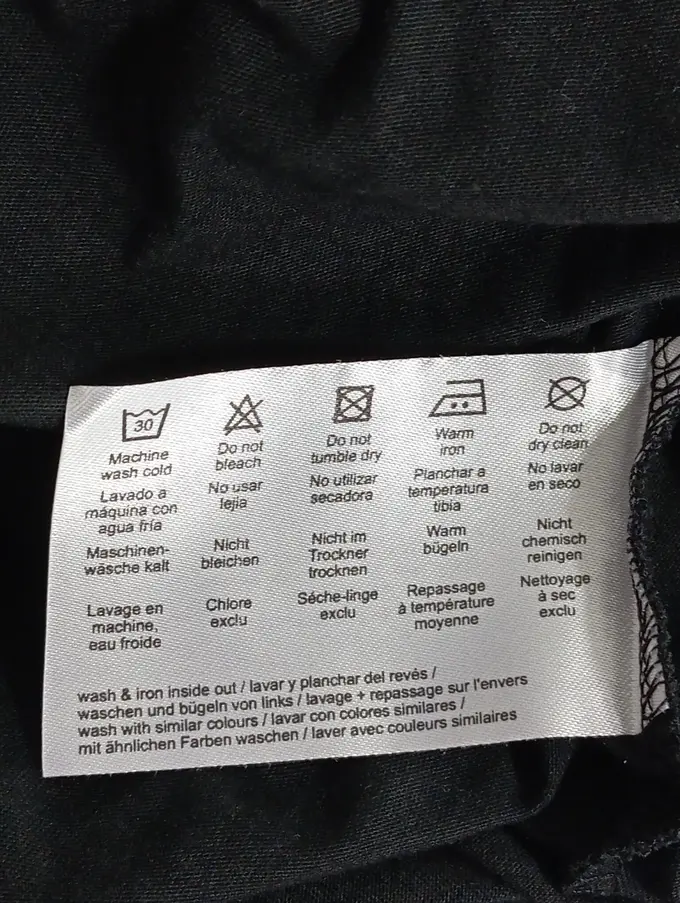 30
Machine
wash cold
Do not
bleach
Do not
tumble dry
Warm
iron
Do not
dry clean
Lavado a
máquina con
agua fría
No usar
lejia
No utilizar
secadora
Planchar a
temperatura
tibia
No lavar
en seco
Maschinen-
wäsche kalt
Nicht
bleichen
Nicht im
Trockner
trocknen
Warm
bügeln
Nicht
chemisch
reinigen
Lavage en
machine,
eau froide
Chlore
exclu
Séche-linge
exclu
Repassage
à température
moyenne
Nettoyage
à sec
exclu
wash & iron inside out / lavar y planchar del revés /
waschen und bügeln von links / lavage + repassage sur l'envers
wash with similar colours / lavar con colores similares /
mit ähnlichen Farben waschen / laver avec couleurs similaires